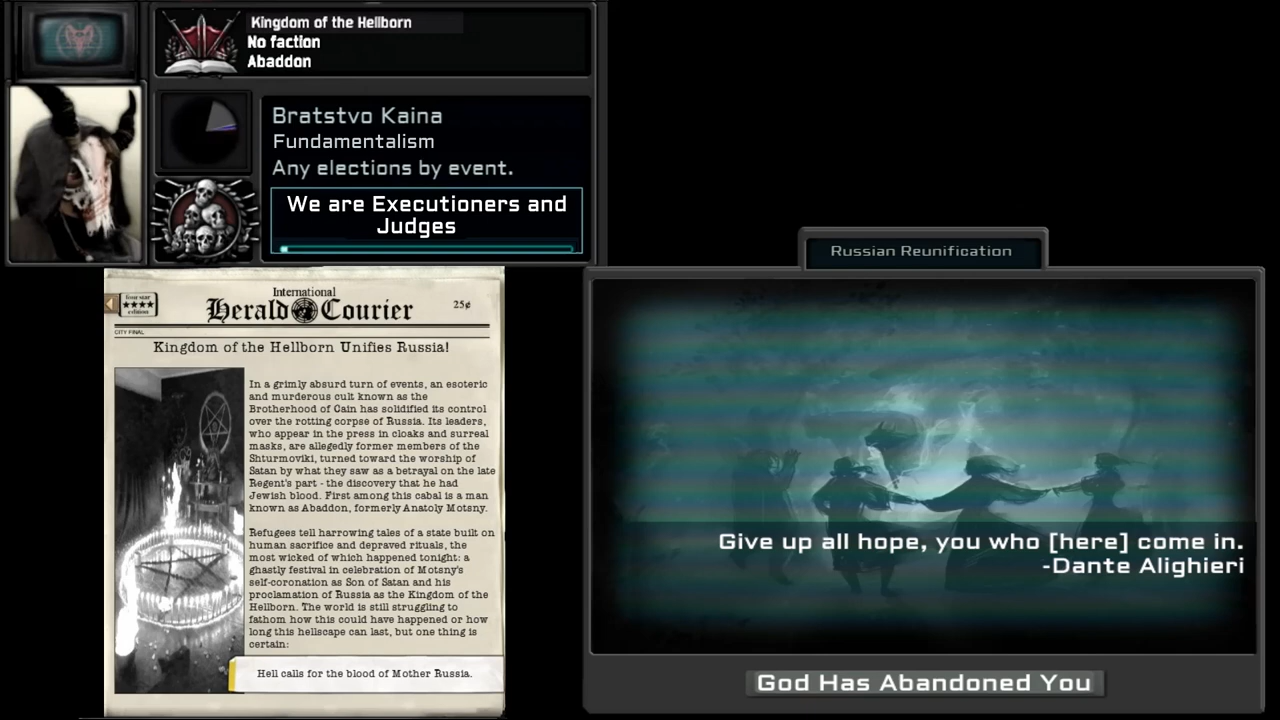 Kingdom of the Hellborn
No faction
Abaddon
Bratstvo Kaina
Fundamentalism
Any elections by event.
We are Executioners and
Judges
four star
★★★★
edition
International
Herald Courier
25¢
CITY FINAL
Kingdom of the Hellborn Unifies Russia!
In a grimly absurd turn of events, an esoteric
and murderous cult known as the
Brotherhood of Cain has solidified its control
over the rotting corpse of Russia. Its leaders,
who appear in the press in cloaks and surreal
masks, are allegedly former members of the
Shturmoviki, turned toward the worship of
Satan by what they saw as a betrayal on the late
Regent's part - the discovery that he had
Jewish blood. First among this cabal is a man
known as Abaddon, formerly Anatoly Motsny.
Refugees tell harrowing tales of a state built on
human sacrifice and depraved rituals, the
most wicked of which happened tonight: a
ghastly festival in celebration of Motsny's
self-coronation as Son of Satan and his
proclamation of Russia as the Kingdom of the
Hellborn. The world is still struggling to
fathom how this could have happened or how
long this hellscape can last, but one thing is
certain:
Hell calls for the blood of Mother Russia.
Russian Reunification
Give up all hope, you who [here] come in.
-Dante Alighieri
God Has Abandoned You